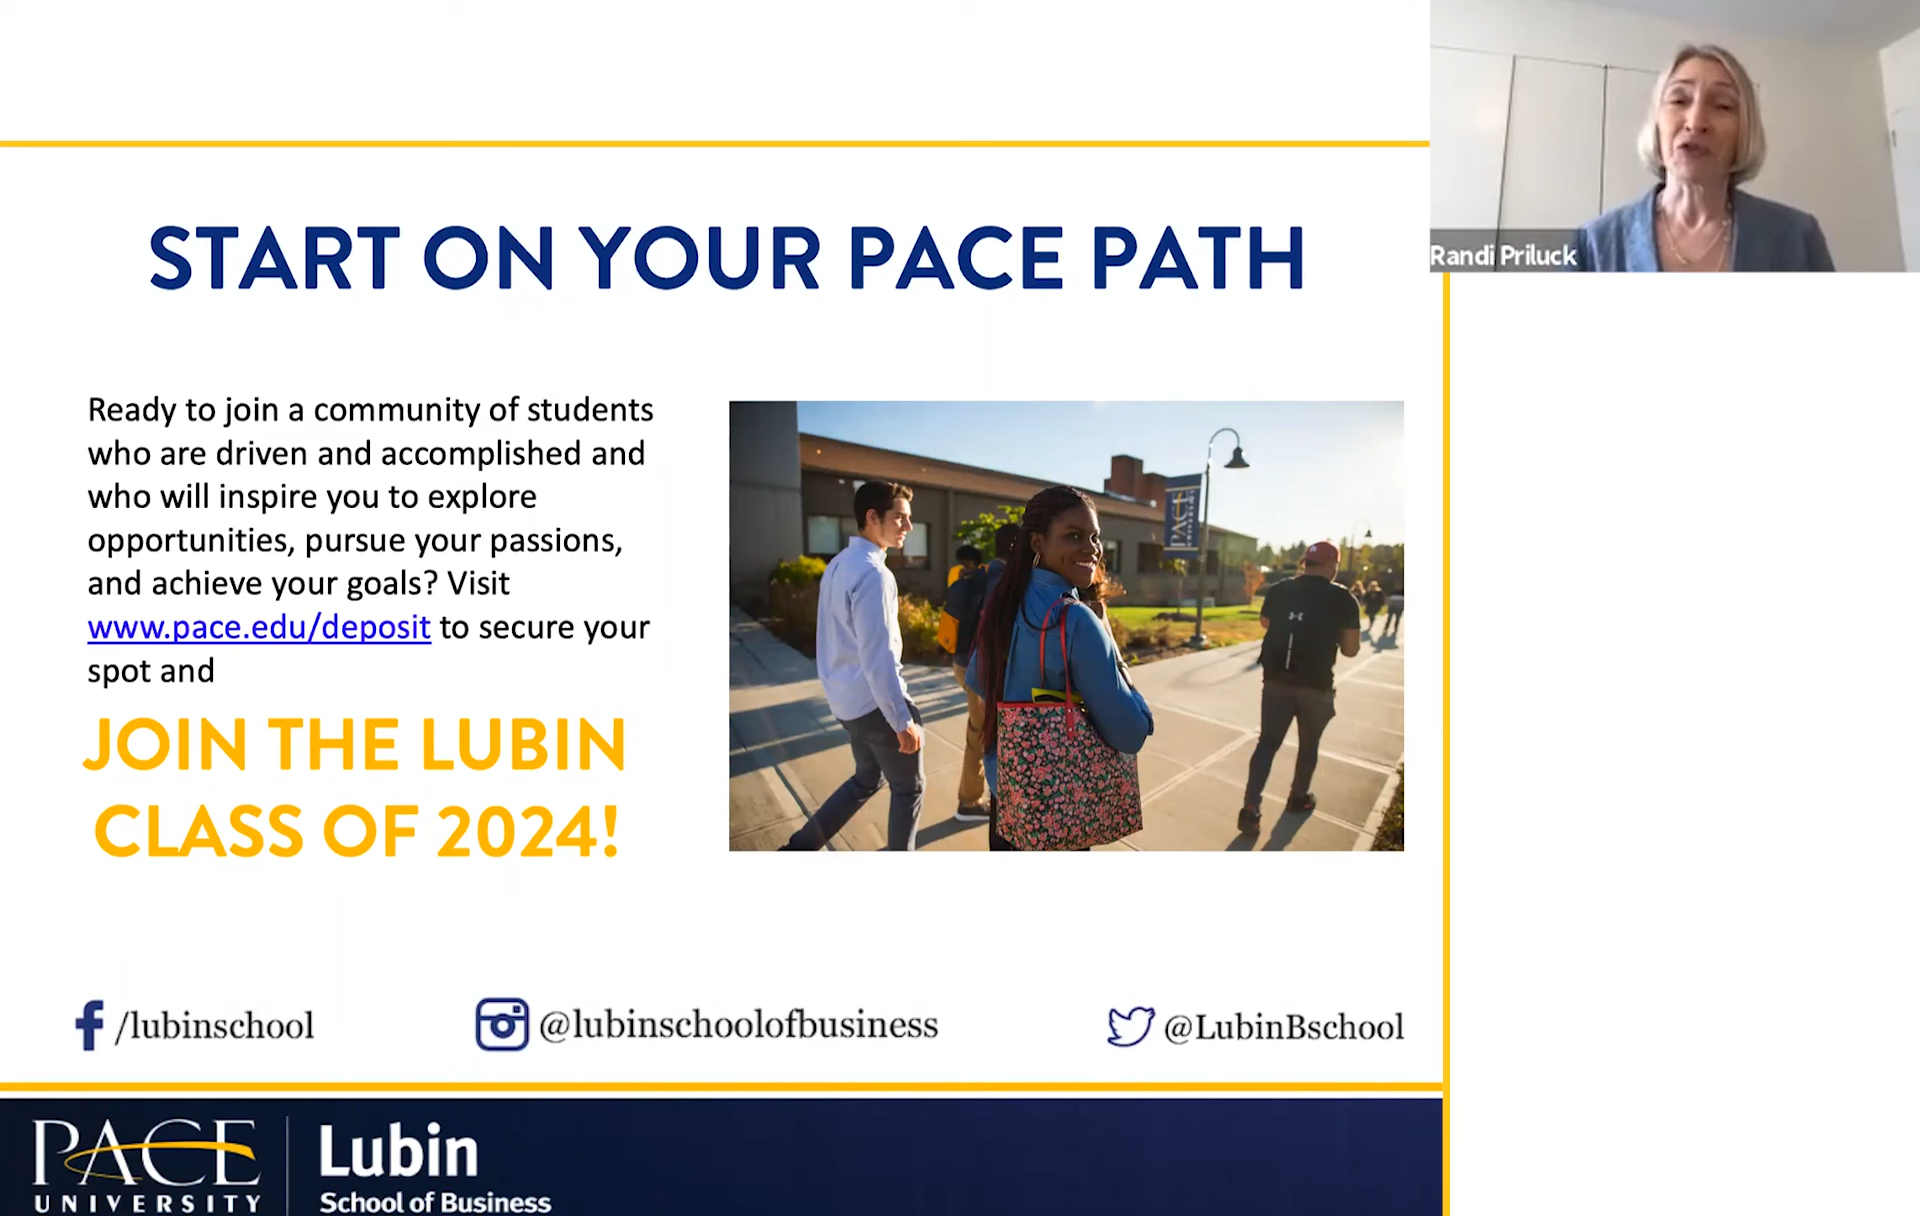 START ON YOUR PACE PATH
Randi Priluck
Ready to join a community of students
who are driven and accomplished and
who will inspire you to explore
opportunities, pursue your passions,
and achieve your goals? Visit
www.pace.edu/deposit to secure your
spot and
JOIN THE LUBIN
CLASS OF 2024!
PACE
UNIVERSITY
/lubinschool
@lubinschoolofbusiness
@LubinBschool
PACE
UNIVERSITY
Lubin
School of Business